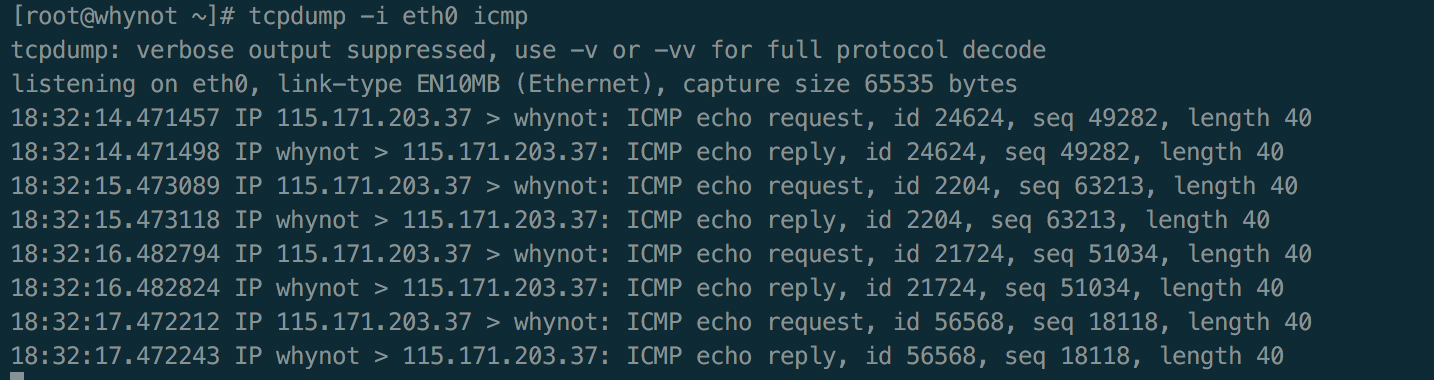 [root@whynot ~]# tcpdump -i eth0 icmp
tcpdump: verbose output suppressed, use -v or -vv for full protocol decode
listening on eth0, link-type EN10MB (Ethernet), capture size 65535 bytes
18:32:14.471457 IP 115.171.203.37 > whynot: ICMP echo request, id 24624, seq 49282, length 40
18:32:14.471498 IP whynot > 115.171.203.37: ICMP echo reply, id 24624, seq 49282, length 40
18:32:15.473089 IP 115.171.203.37 > whynot: ICMP echo request, id 2204, seq 63213, length 40
18:32:15.473118 IP whynot > 115.171.203.37: ICMP echo reply, id 2204, seq 63213, length 40
18:32:16.482794 IP 115.171.203.37 > whynot: ICMP echo request, id 21724, seq 51034, length 40
18:32:16.482824 IP whynot > 115.171.203.37: ICMP echo reply, id 21724, seq 51034, length 40
18:32:17.472212 IP 115.171.203.37 > whynot: ICMP echo request, id 56568, seq 18118, length 40
18:32:17.472243 IP whynot > 115.171.203.37: ICMP echo reply, id 56568, seq 18118, length 40